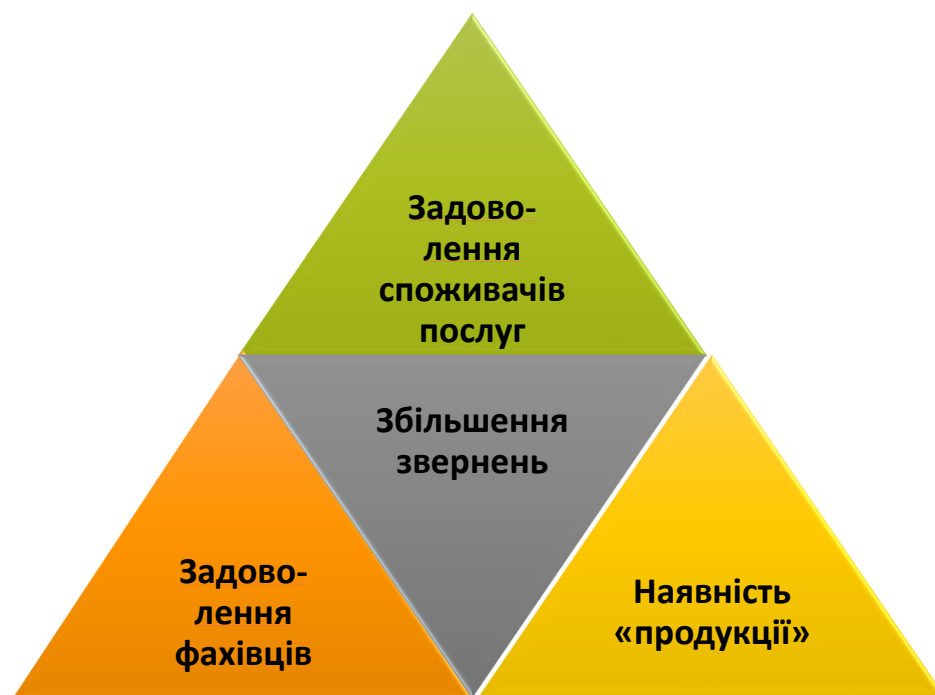 Задово-
лення
споживачів
послуг
Збільшення
звернень
Задово-
лення
фахівців
Наявність
«продукції»